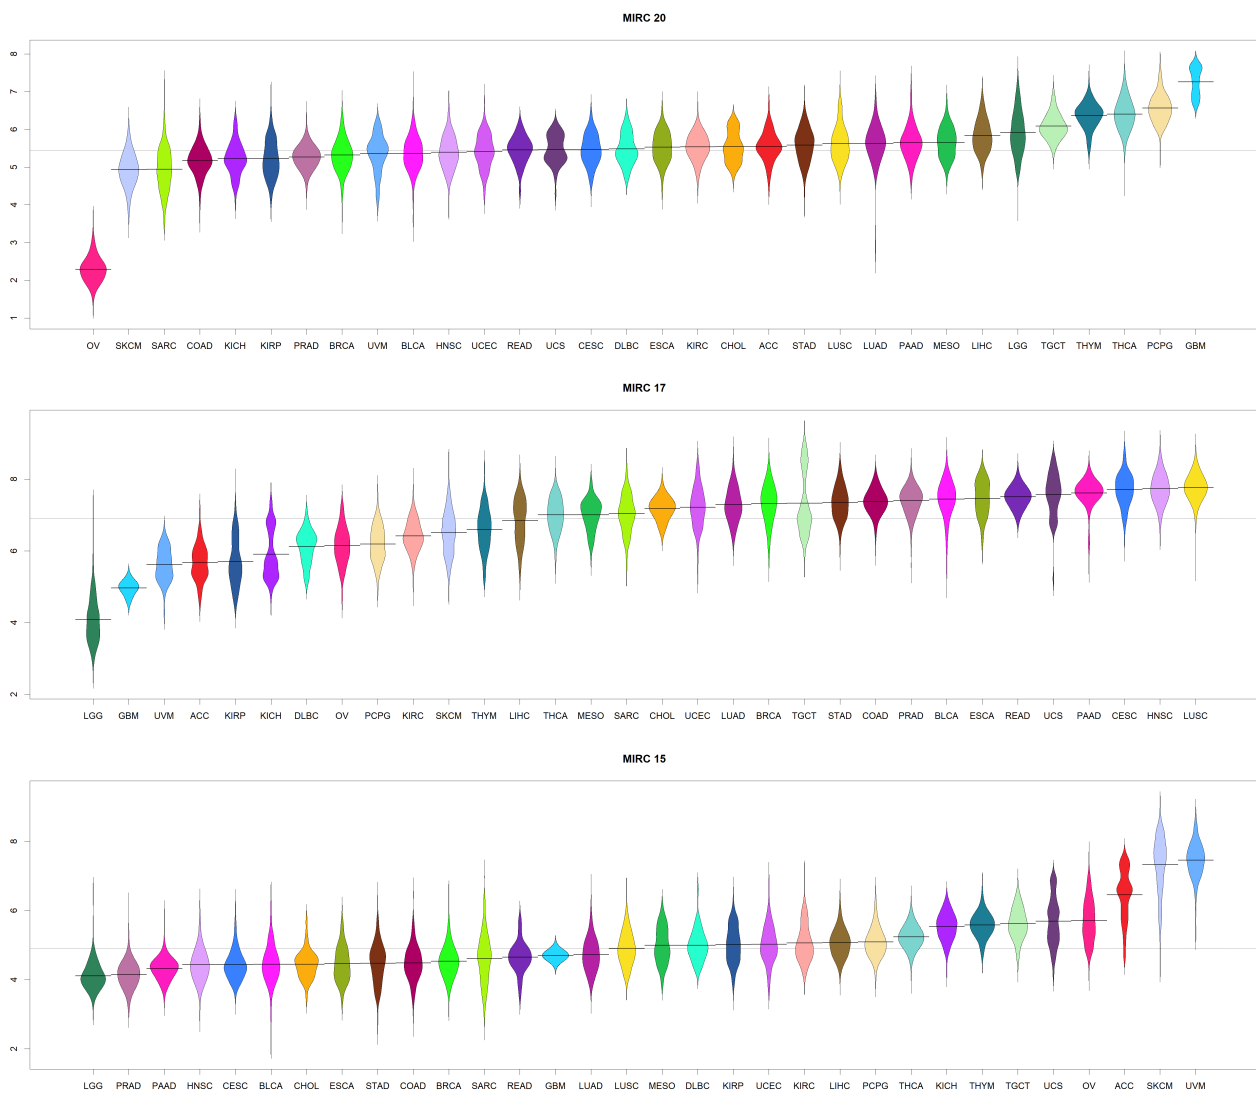 MIRC 20
8
7
6
5
4
3
2
1
OV SKCM SARC COAD KICH KIRP PRAD BRCA UVM BLCA HNSC UCEC READ UCS CESC DLBC ESCA KIRC CHOL ACC STAD LUSC LUAD PAAD MESO LIHC LGG TGCT THYM THCA PCPG GBM
MIRC 17
8
6
4
2
LGG GBM UVM ACC KIRP KICH DLBC OV PCPG KIRC SKCM THYM LIHC THCA MESO SARC CHOL UCEC LUAD BRCA TGCT STAD COAD PRAD BLCA ESCA READ UCS PAAD CESC HNSC LUSC
MIRC 15
8
6
4
2
LGG PRAD PAAD HNSC CESC BLCA CHOL ESCA STAD COAD BRCA SARC READ GBM LUAD LUSC MESO DLBC KIRP UCEC KIRC LIHC PCPG THCA KICH THYM TGCT UCS OV ACC SKCM UVM